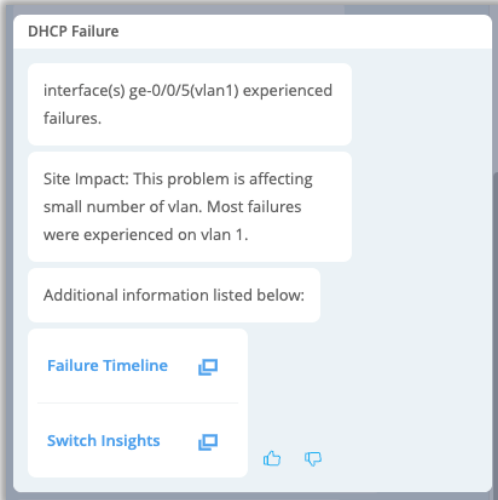 DHCP Failure
interface(s) ge-0/0/5(vlan1) experienced
failures.
Site Impact: This problem is affecting
small number of vlan. Most failures
were experienced on vlan 1.
Additional information listed below:
Failure Timeline
Switch Insights